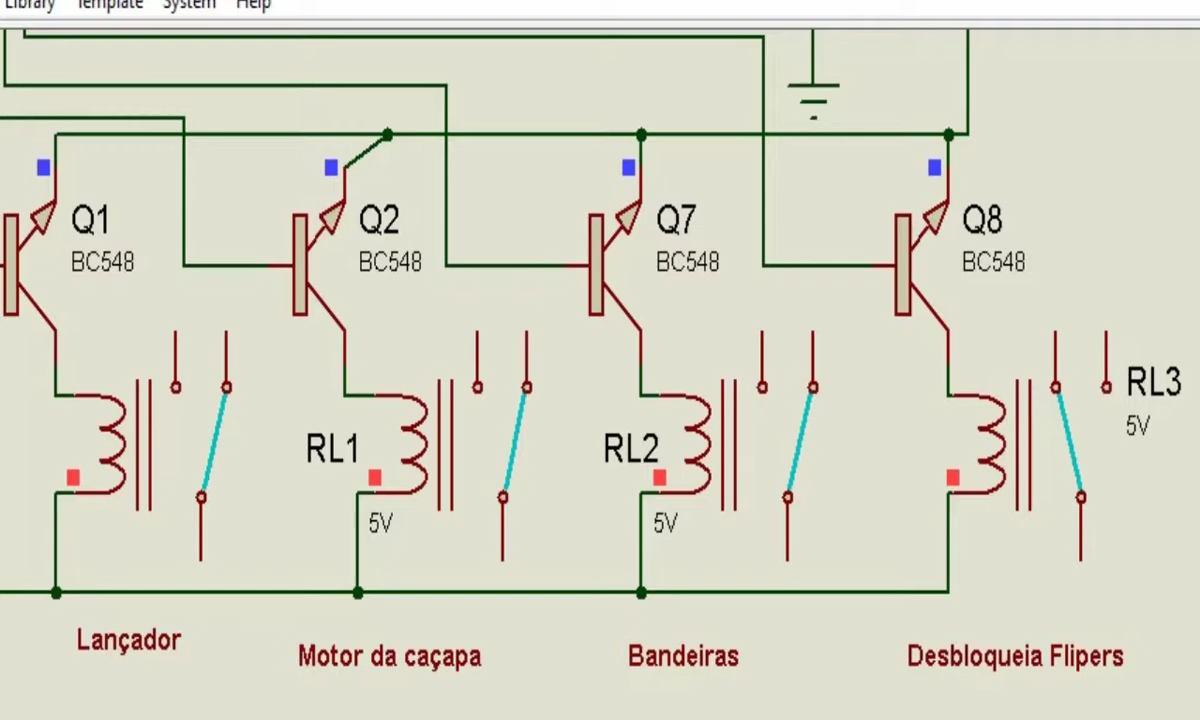 Library Template System Help
Q1
BC548
Q2
BC548
Q7
BC548
Q8
BC548
RL1
5V
RL2
5V
RL3
5V
Lançador
Motor da caçapa
Bandeiras
Desbloqueia Flipers